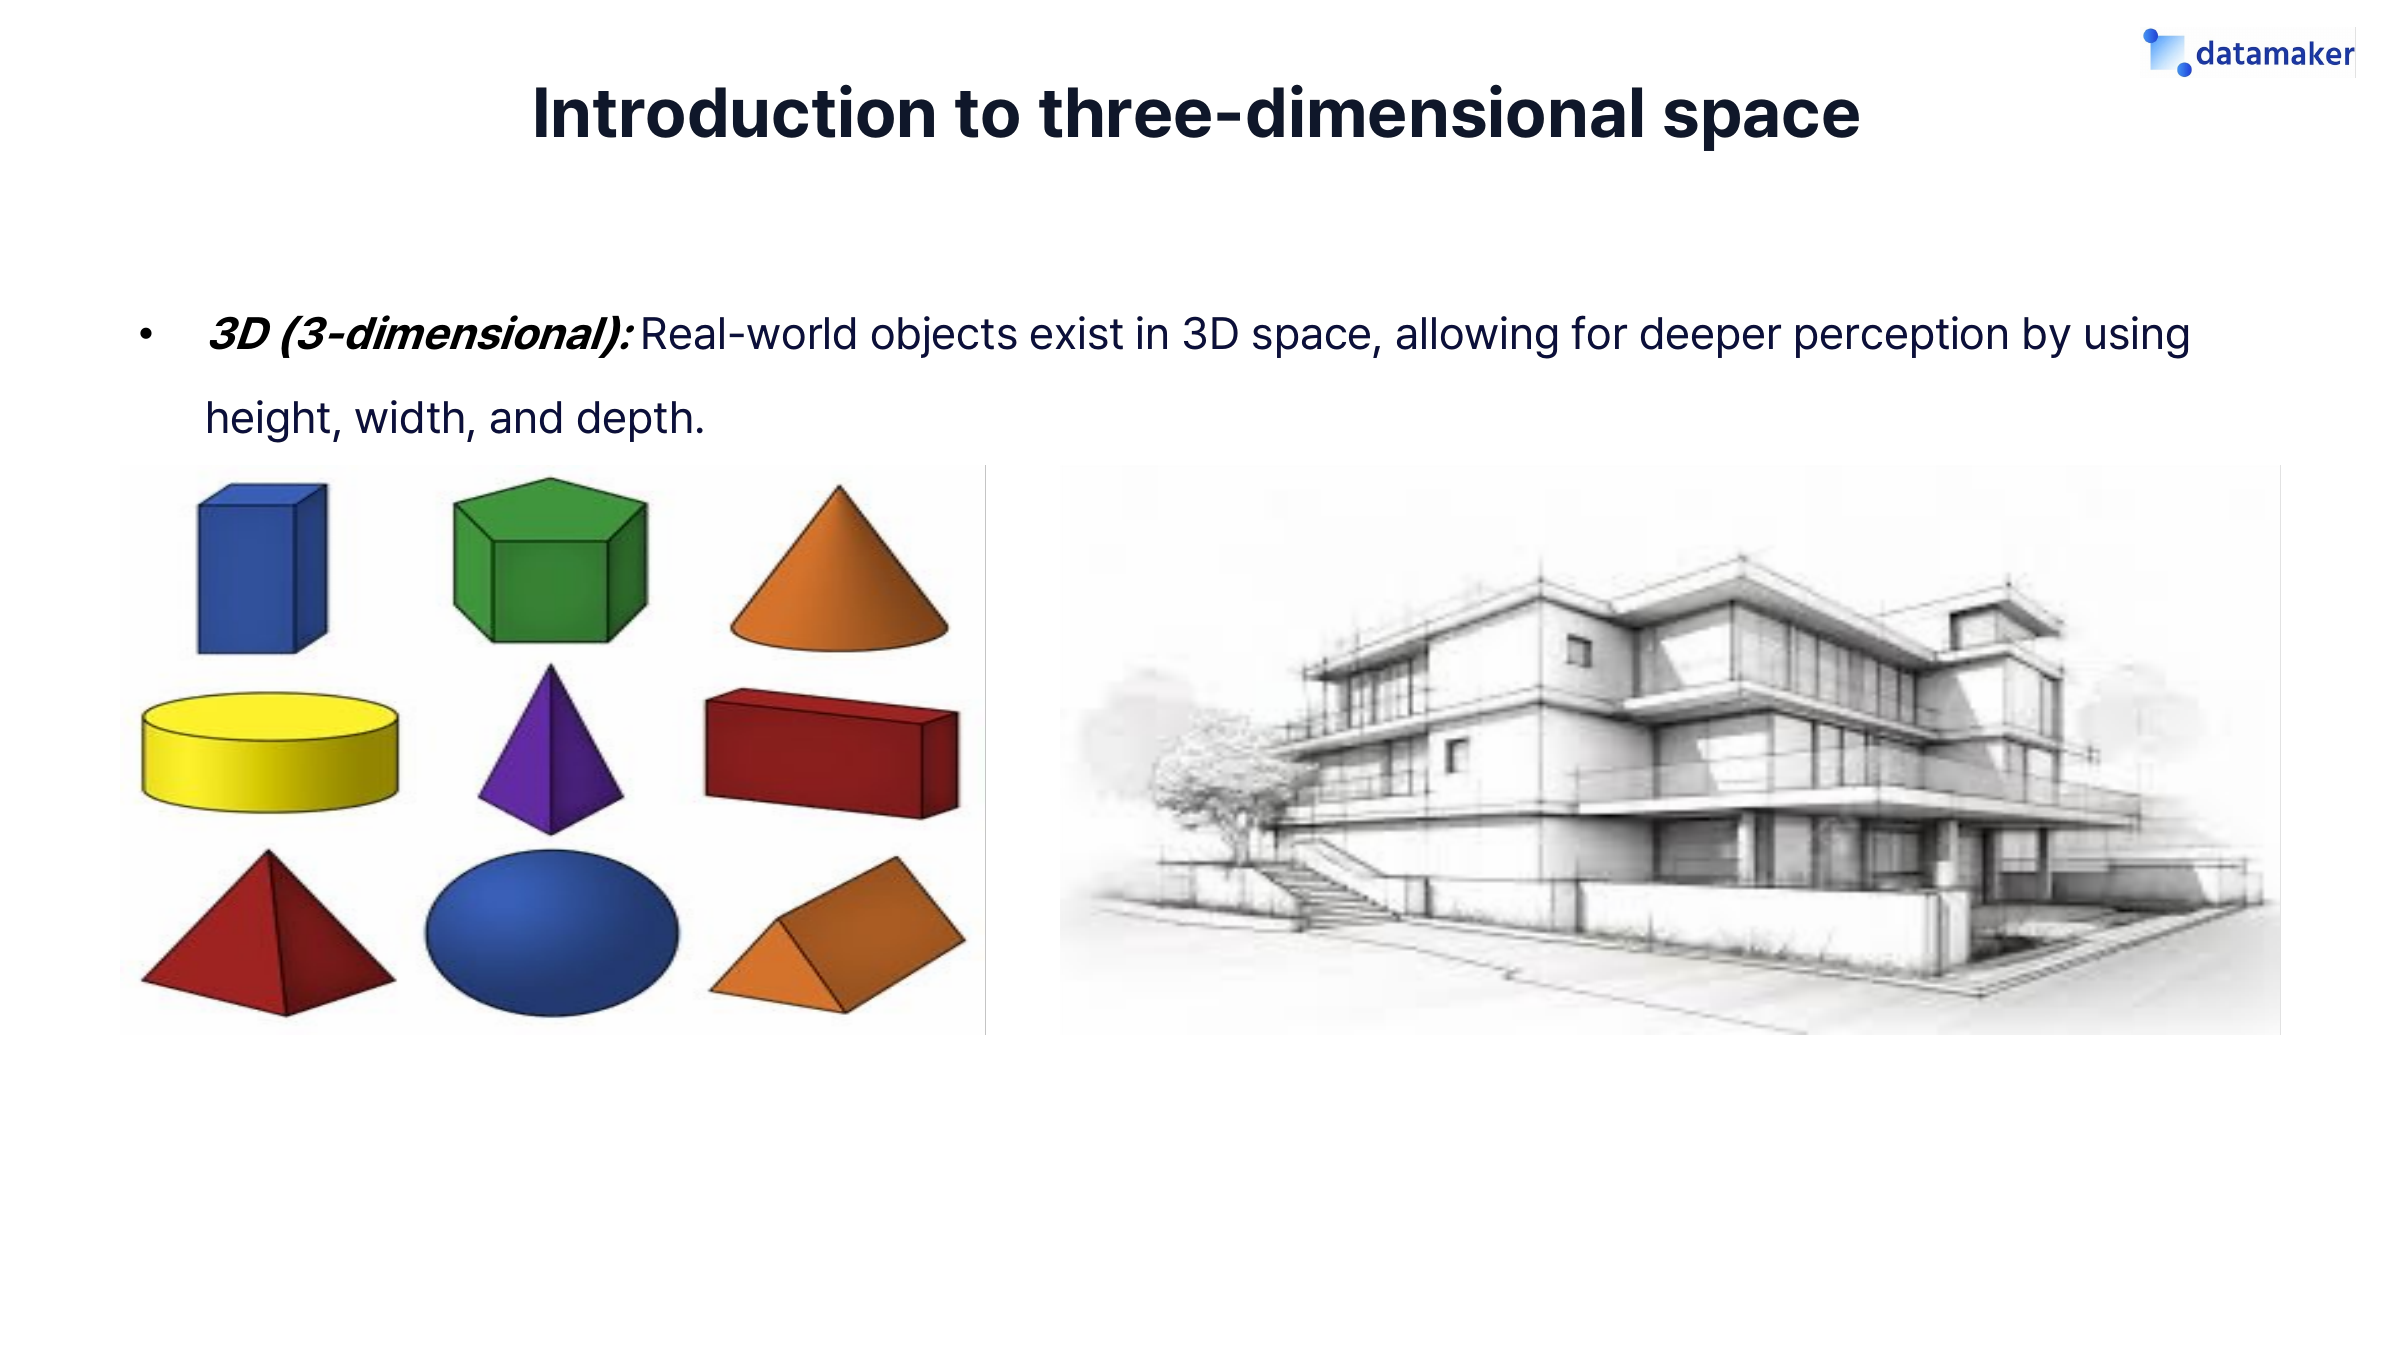 datamaker
Introduction to three-dimensional space
• 3D (3-dimensional): Real-world objects exist in 3D space, allowing for deeper perception by using
height, width, and depth.